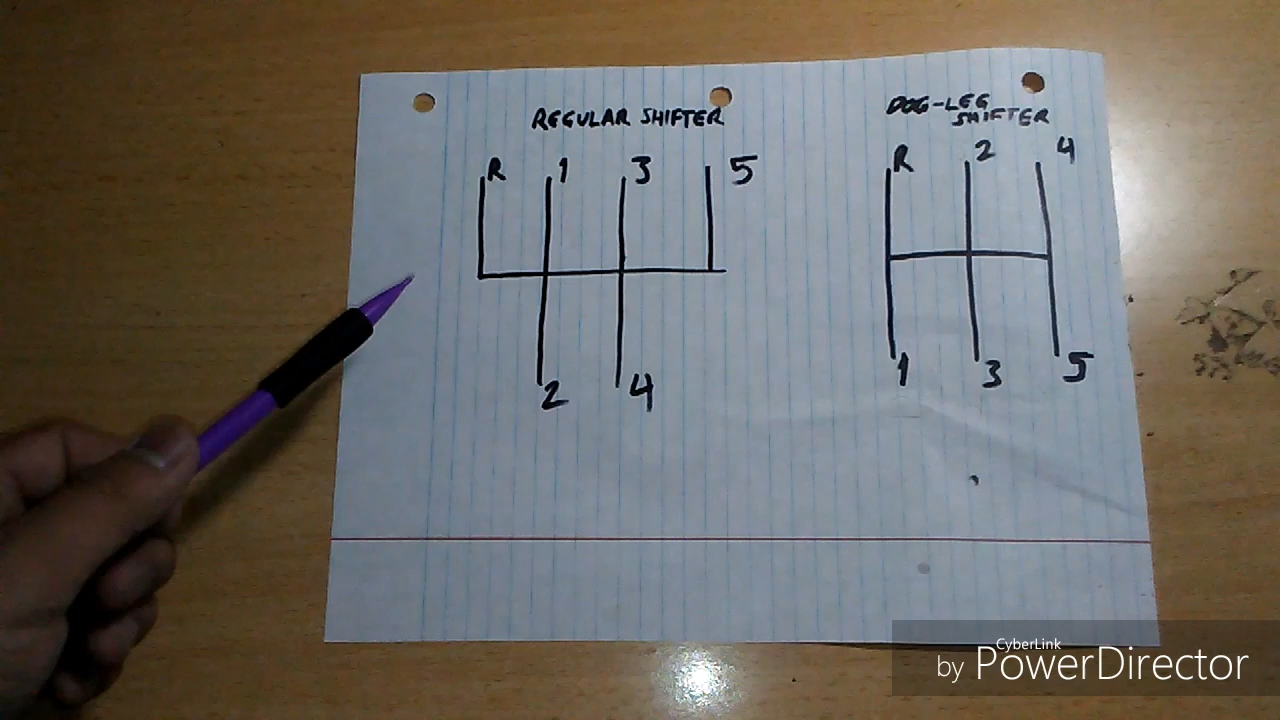 REGULAR SHIFTER
R 1 3 5
2 4
DOG-LEG
SHIFTER
R 2 4
1 3 5
CyberLink
by PowerDirector